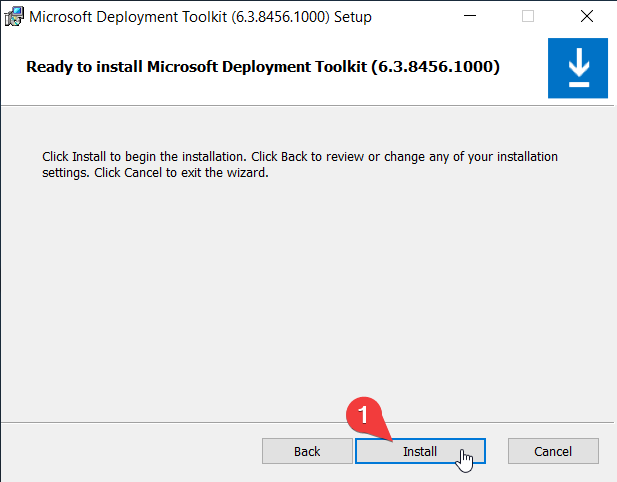 Microsoft Deployment Toolkit (6.3.8456.1000) Setup
Ready to install Microsoft Deployment Toolkit (6.3.8456.1000)
Click Install to begin the installation. Click Back to review or change any of your installation
settings. Click Cancel to exit the wizard.
1
Back Install Cancel